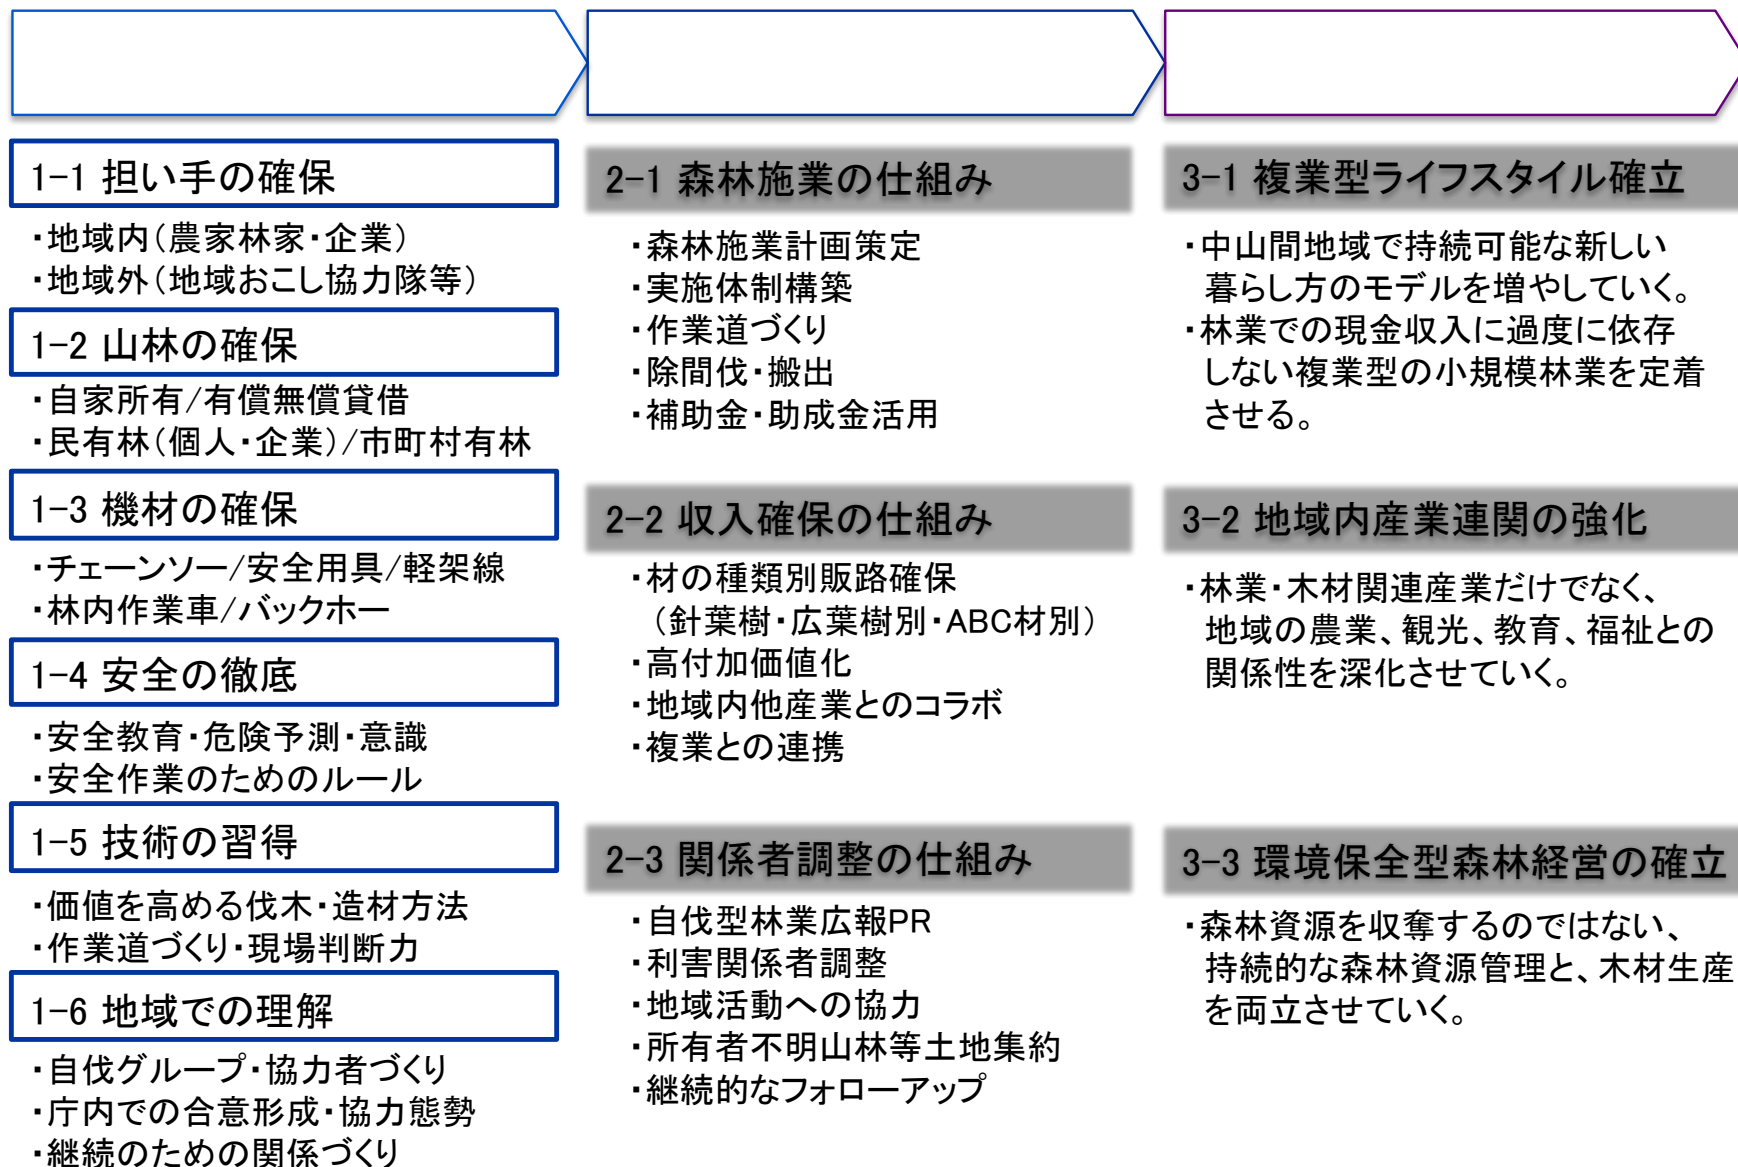 1-1 担い手の確保
・地域内(農家林家・企業)
・地域外(地域おこし協力隊等)
1-2 山林の確保
・自家所有/有償無償貸借
・民有林(個人・企業)/市町村有林
1-3 機材の確保
・チェーンソー/安全用具/軽架線
・林内作業車/バックホー
1-4 安全の徹底
・安全教育・危険予測・意識
・安全作業のためのルール
1-5 技術の習得
・価値を高める伐木・造材方法
・作業道づくり・現場判断力
1-6 地域での理解
・自伐グループ・協力者づくり
・庁内での合意形成・協力態勢
・継続のための関係づくり
2-1 森林施業の仕組み
・森林施業計画策定
・実施体制構築
・作業道づくり
・除間伐・搬出
・補助金・助成金活用
2-2 収入確保の仕組み
・材の種類別販路確保
(針葉樹・広葉樹別・ABC材別)
・高付加価値化
・地域内他産業とのコラボ
・複業との連携
2-3 関係者調整の仕組み
・自伐型林業広報PR
・利害関係者調整
・地域活動への協力
・所有者不明山林等土地集約
・継続的なフォローアップ
3-1 複業型ライフスタイル確立
・中山間地域で持続可能な新しい
暮らし方のモデルを増やしていく。
・林業での現金収入に過度に依存
しない複業型の小規模林業を定着
させる。
3-2 地域内産業連関の強化
・林業・木材関連産業だけでなく、
地域の農業、観光、教育、福祉との
関係性を深化させていく。
3-3 環境保全型森林経営の確立
・森林資源を収奪するのではない、
持続的な森林資源管理と、木材生産
を両立させていく。